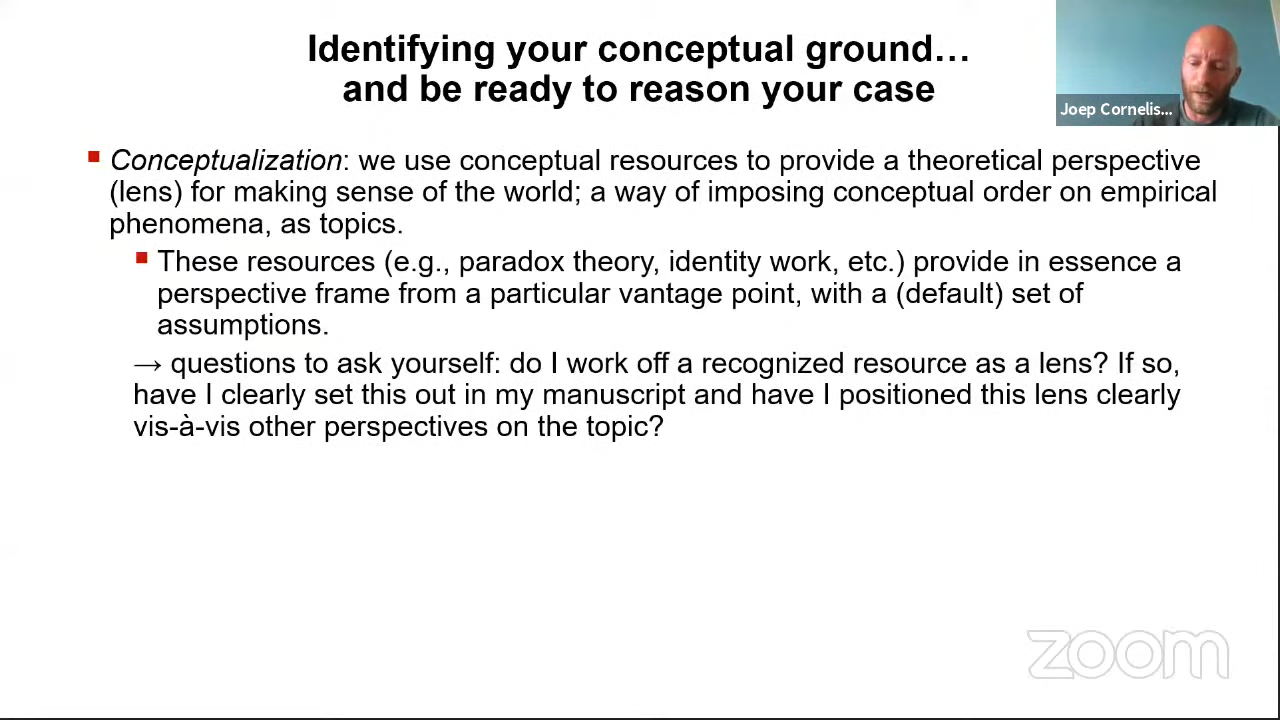 Identifying your conceptual ground…
and be ready to reason your case
Joep Cornelis...
Conceptualization: we use conceptual resources to provide a theoretical perspective
(lens) for making sense of the world; a way of imposing conceptual order on empirical
phenomena, as topics.
These resources (e.g., paradox theory, identity work, etc.) provide in essence a
perspective frame from a particular vantage point, with a (default) set of
assumptions.
→ questions to ask yourself: do I work off a recognized resource as a lens? If so,
have I clearly set this out in my manuscript and have I positioned this lens clearly
vis-à-vis other perspectives on the topic?
zoom